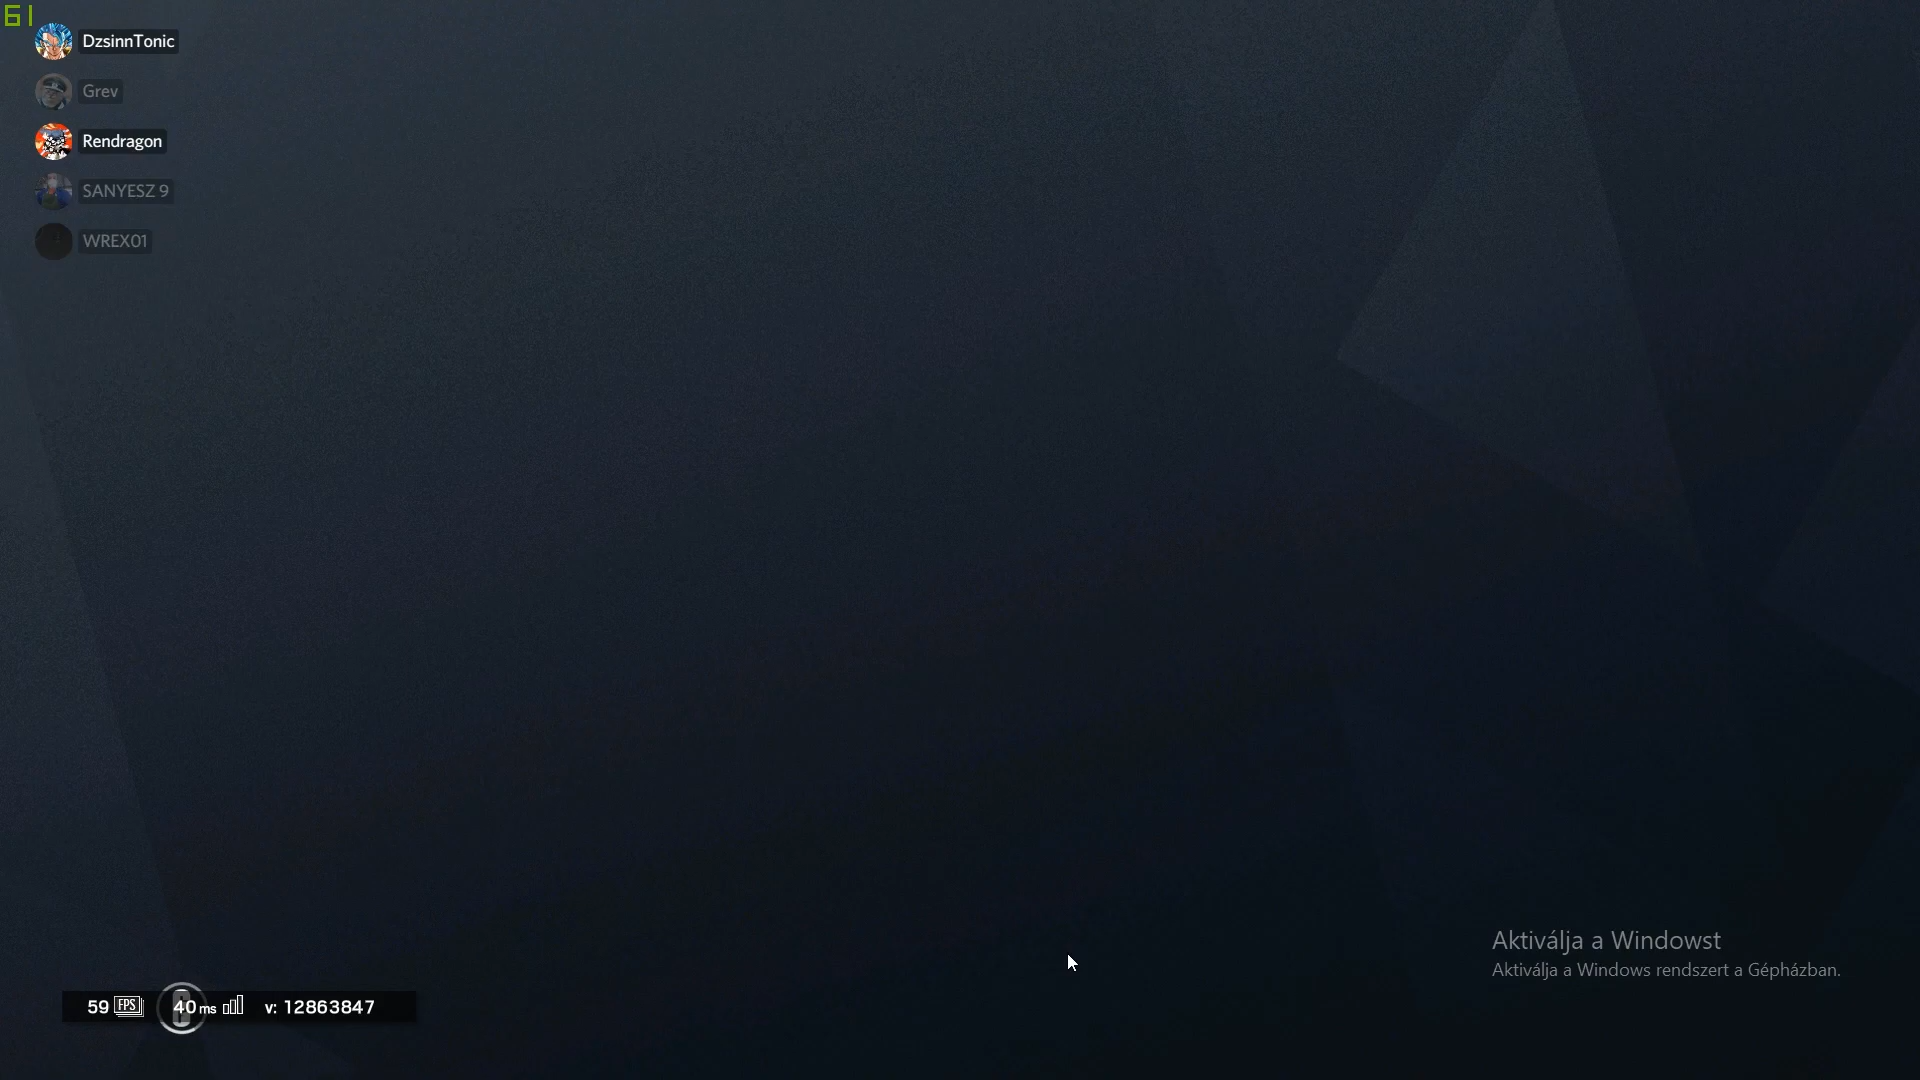 61
DzsinnTonic
Grev
Rendragon
SANYESZ 9
WREX01
Aktiválja a Windowst
Aktiválja a Windows rendszert a Gépházban.
59 FPS 40 ms v: 12863847